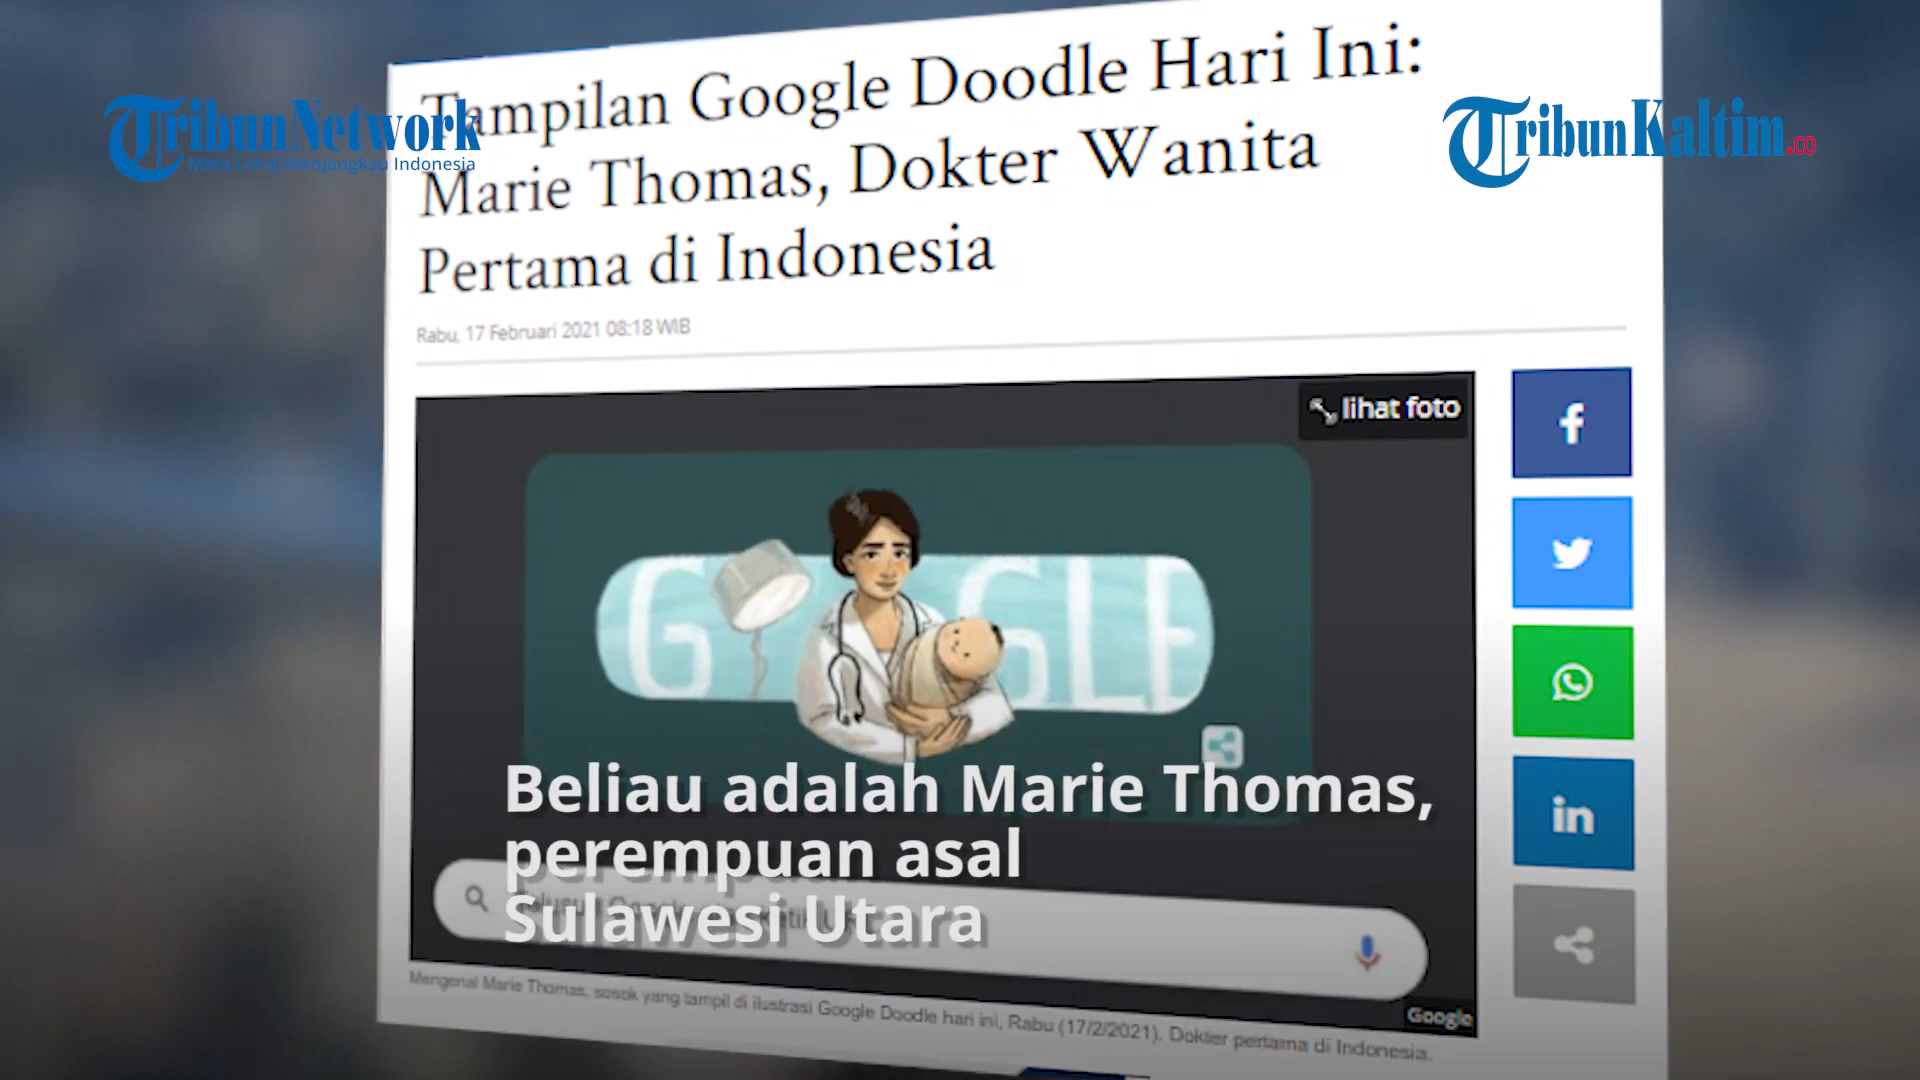 Tampilan Google Doodle Hari Ini:
TribunNetwork
Mata Lokal Menjangkau Indonesia
TribunKaltim.co
Marie Thomas, Dokter Wanita
Pertama di Indonesia
Rabu, 17 Februari 2021 08:18 WIB
lihat foto
G GLE
Beliau adalah Marie Thomas,
perempuan asal
Sulawesi Utara
Google
Mengenal Marie Thomas, sosok yang tampil di ilustrasi Google Doodle hari ini, Rabu (17/2/2021). Dokter pertama di Indonesia.